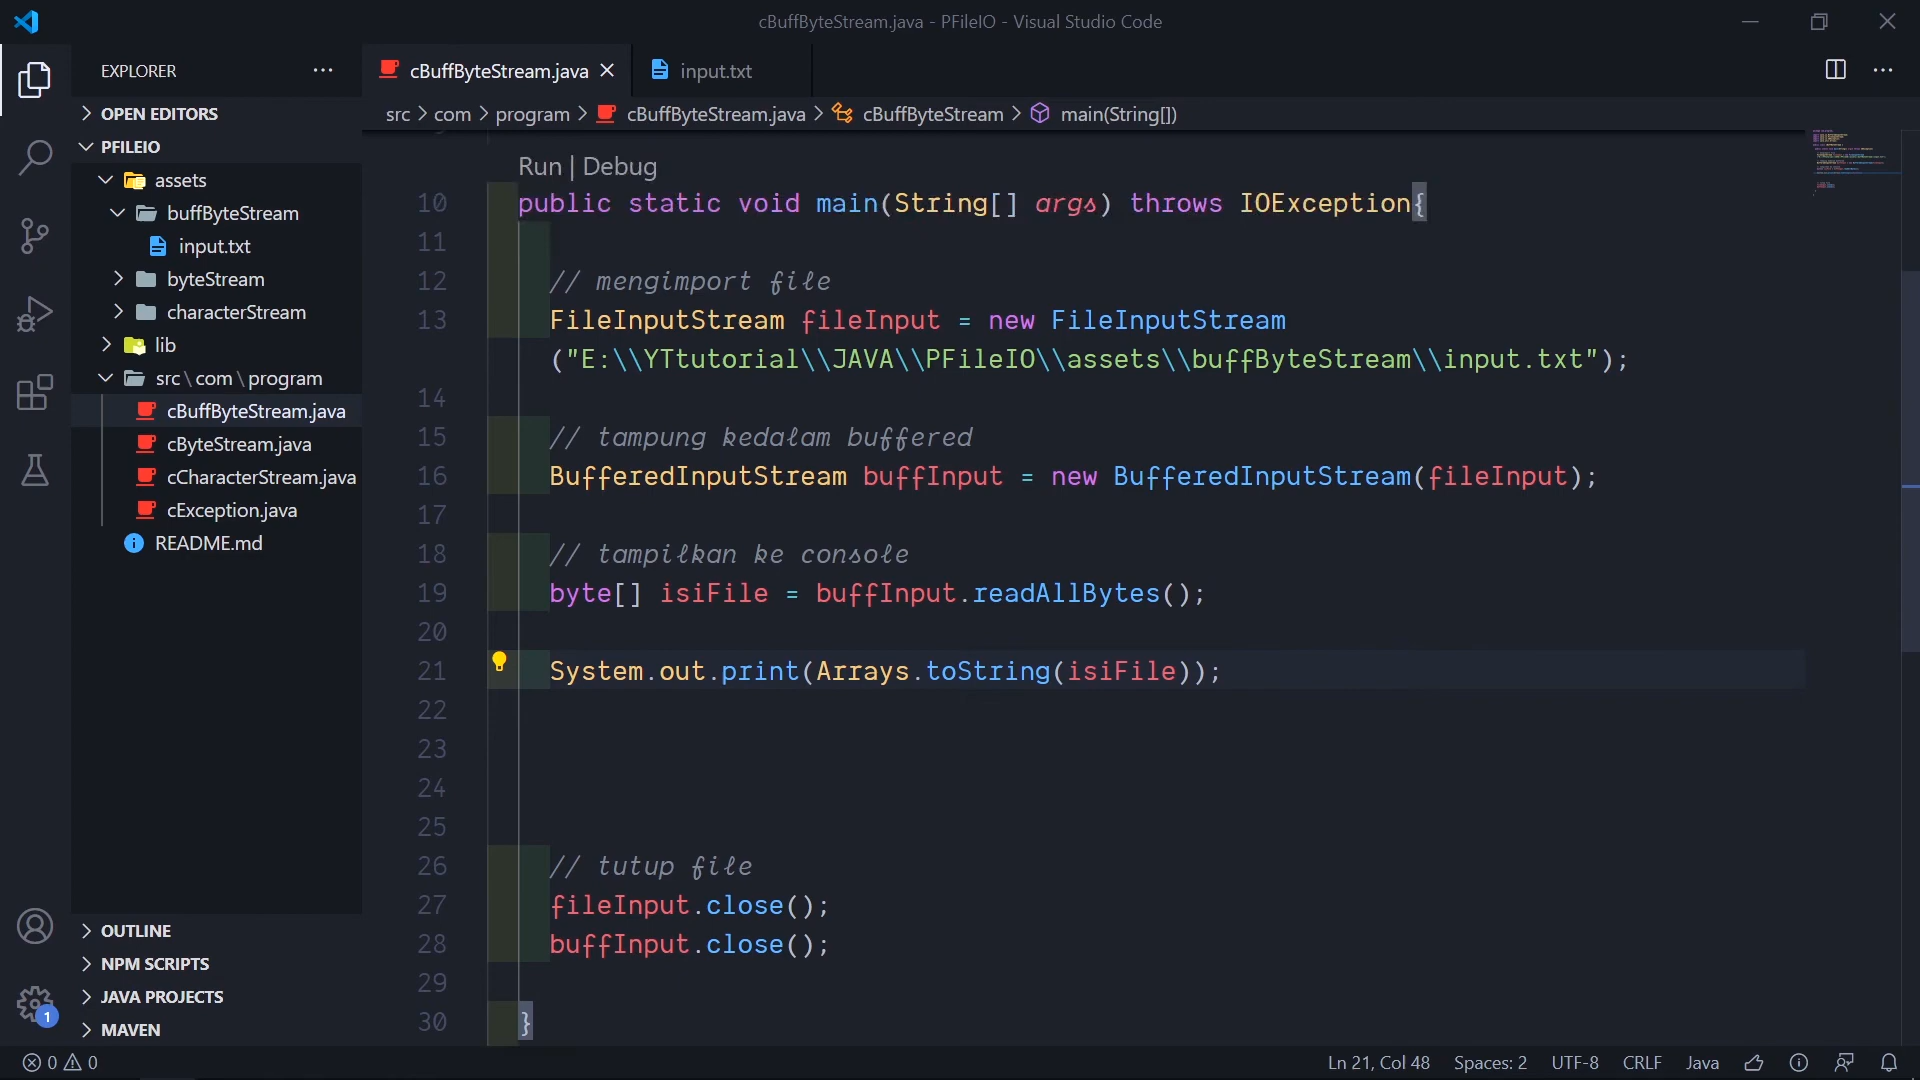 cBuffByteStream.java - PFileIO - Visual Studio Code
EXPLORER
OPEN EDITORS
PFILEIO
assets
buffByteStream
input.txt
byteStream
characterStream
lib
src\com\program
cBuffByteStream.java
cByteStream.java
cCharacterStream.java
cException.java
README.md
OUTLINE
NPM SCRIPTS
JAVA PROJECTS
MAVEN
1
cBuffByteStream.java
input.txt
src > com > program > cBuffByteStream.java > cBuffByteStream > main(String[])
Run | Debug
10 public static void main(String[] args) throws IOException{
11
12 // mengimport file
13 FileInputStream fileInput = new FileInputStream
("E:\\YTtutorial\\JAVA\\PFileIO\\assets\\buffByteStream\\input.txt");
14
15 // tampung kedalam buffered
16 BufferedInputStream buffInput = new BufferedInputStream(fileInput);
17
18 // tampilkan ke console
19 byte[] isiFile = buffInput.readAllBytes();
20
21 System.out.print(Arrays.toString(isiFile));
22
23
24
25
26 // tutup file
27 fileInput.close();
28 buffInput.close();
29
30 }
0 0
Ln 21, Col 48 Spaces: 2 UTF-8 CRLF Java